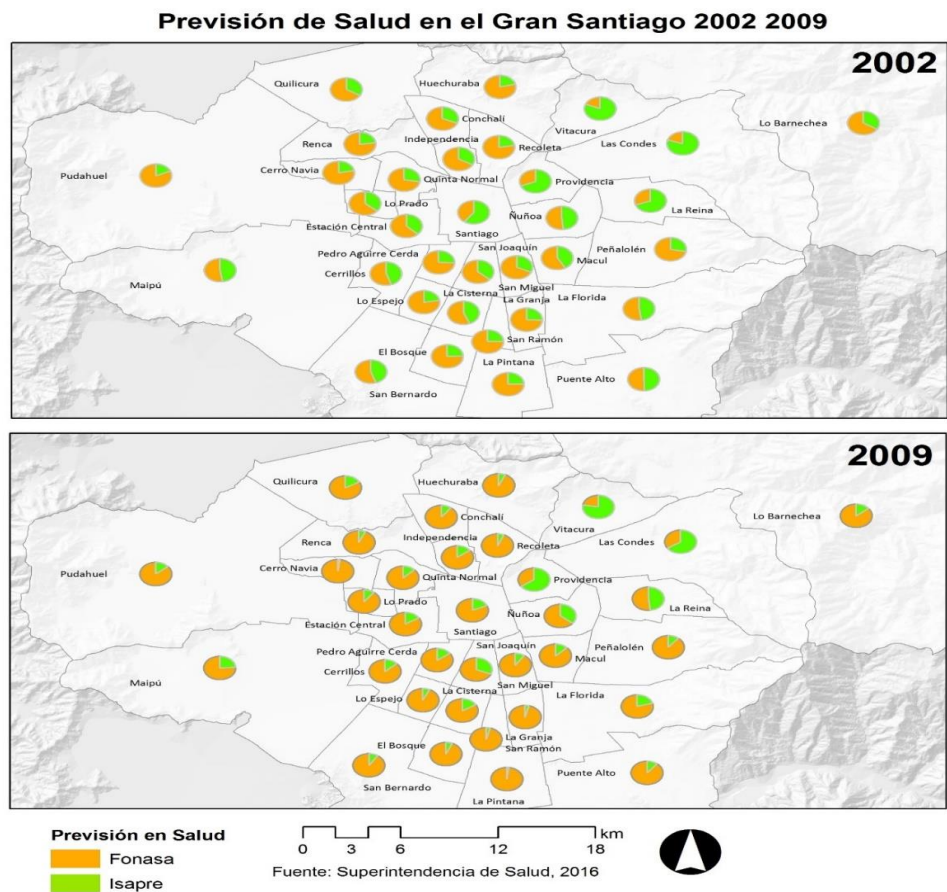 Previsión de Salud en el Gran Santiago 2002 2009
2002
Quilicura
Huechuraba
Conchalí
Vitacura
Lo Barnechea
Renca
Independencia
Recoleta
Las Condes
Pudahuel
Cerro Navia
Quinta Normal
Providencia
Lo Prado
La Reina
Estación Central
Santiago
Ñuñoa
Pedro Aguirre Cerda
San Joaquín
Macul
Peñalolén
Maipú
Cerrillos
San Miguel
Lo Espejo
La Cisterna
La Granja
La Florida
San Ramón
El Bosque
La Pintana
San Bernardo
Puente Alto
2009
Quilicura
Huechuraba
Conchalí
Vitacura
Lo Barnechea
Renca
Independencia
Recoleta
Las Condes
Pudahuel
Cerro Navia
Quinta Normal
Providencia
Lo Prado
La Reina
Estación Central
Santiago
Ñuñoa
Pedro Aguirre Cerda
San Joaquín
Macul
Peñalolén
Maipú
Cerrillos
San Miguel
Lo Espejo
La Cisterna
La Florida
La Granja
San Ramón
El Bosque
San Bernardo
La Pintana
Puente Alto
Previsión en Salud
Fonasa
Isapre
0 3 6 12 18 km
Fuente: Superintendencia de Salud, 2016